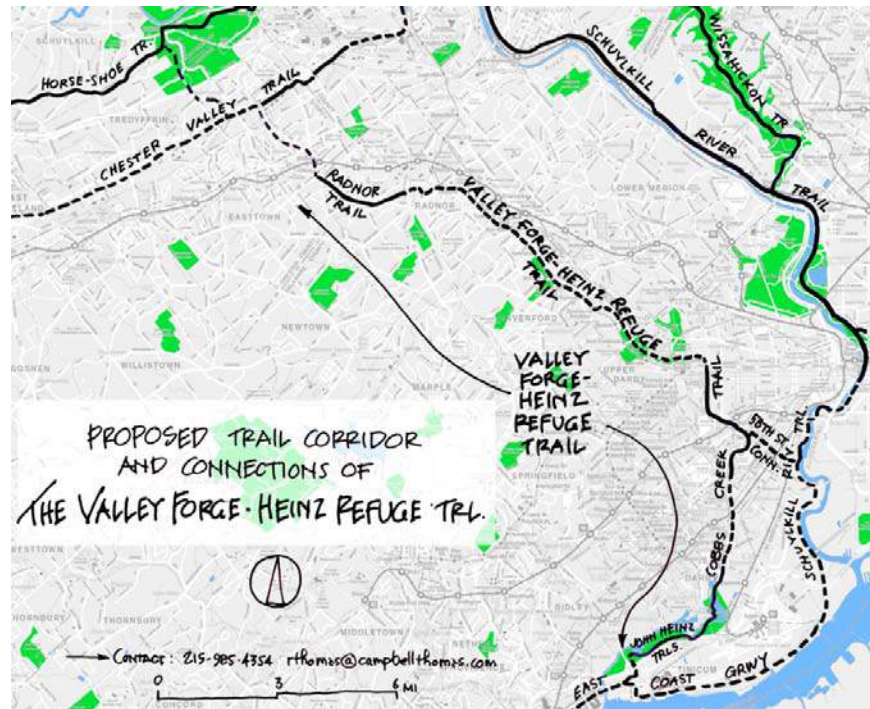 SCHUYLKILL
HORSE-SHOE TR.
TREDYFFRIN
CHESTER VALLEY TRAIL
SCHUYLKILL RIVER TRAIL
WISSAHICKON TR.
LOWER MERION
EASTTOWN
RADNOR TRAIL
RADNOR
VALLEY FORGE-HEINZ REFUGE
TRAIL
NEWTOWN
WILLISTOWN
GOSHEN
MARPLE
UPPER DARBY
TRAIL
VALLEY
FORGE-
HEINZ
REFUGE
TRAIL
58TH ST.
CONN.
SCHUYLKILL RIV. TRL
COBBS CREEK
SPRINGFIELD
PROPOSED TRAIL CORRIDOR
AND CONNECTIONS OF
THE VALLEY FORGE-HEINZ REFUGE TRL.
WESTTOWN
THORNBURY
THORNBURY
MIDDLETOWN
RIDLEY
JOHN HEINZ
TRLS.
TINICUM
EAST COAST GRWY
CONTACT: 215-985-4354 rthomas@campbellthomas.com
0 3 6 MI
CONCORD